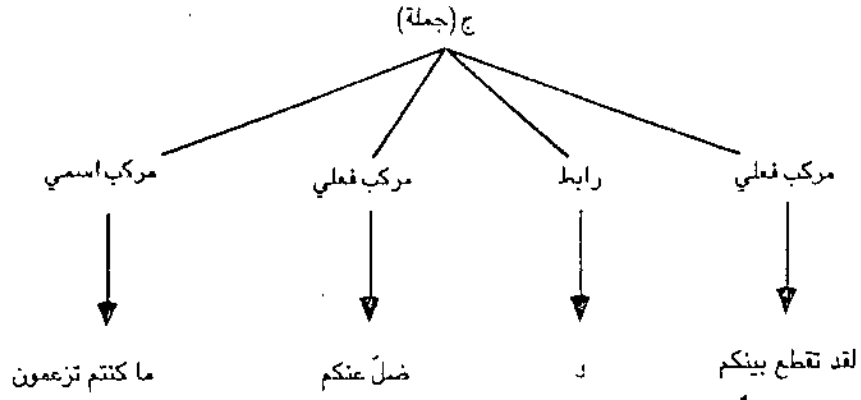 ج (جملة)
مركب فعلي رابط مركب فعلي مركب اسمي
لقد تقطع بينكم و ضلّ عنكم ما كنتم تزعمون